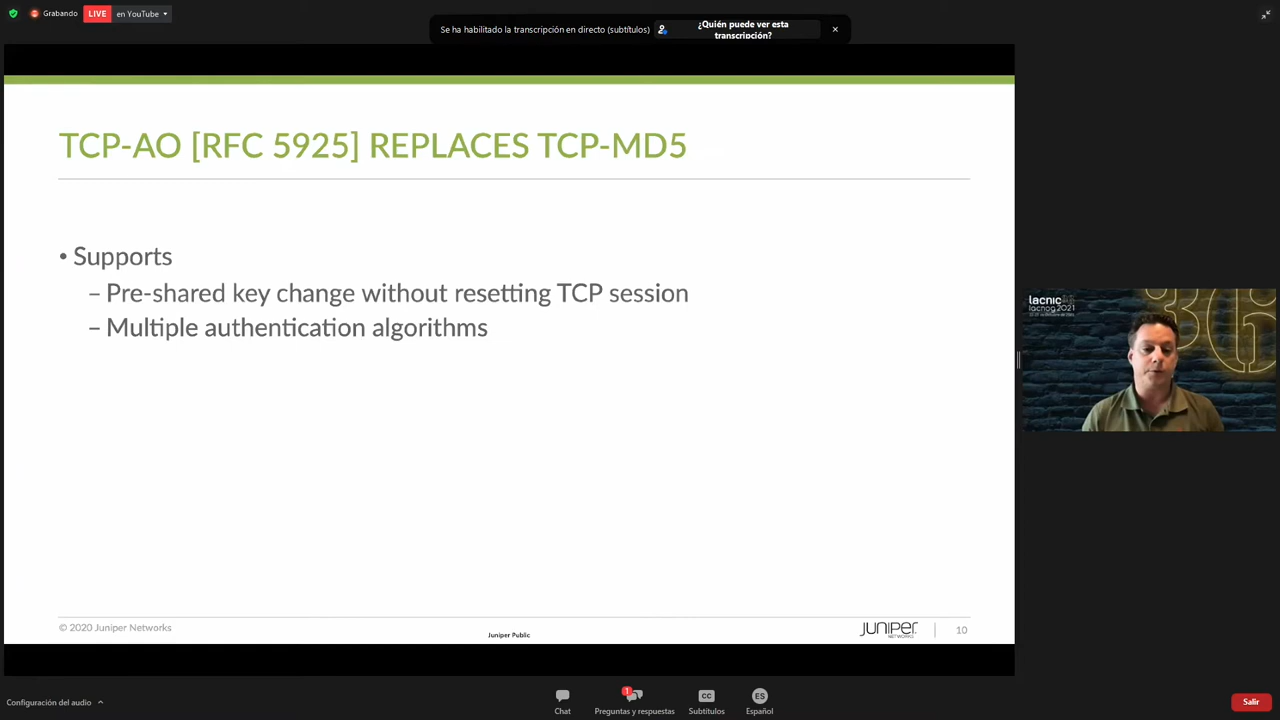 Grabando
LIVE en YouTube
Se ha habilitado la transcripción en directo (subtítulos)
¿Quién puede ver esta
transcripción?
TCP-AO [RFC 5925] REPLACES TCP-MD5
• Supports
– Pre-shared key change without resetting TCP session
– Multiple authentication algorithms
lacnic 36
lacnog 2021
36
© 2020 Juniper Networks
Juniper Public
JUNIPER
NETWORKS
10
Configuración del audio
Chat
1
Preguntas y respuestas
CC
Subtítulos
ES
Español
Salir